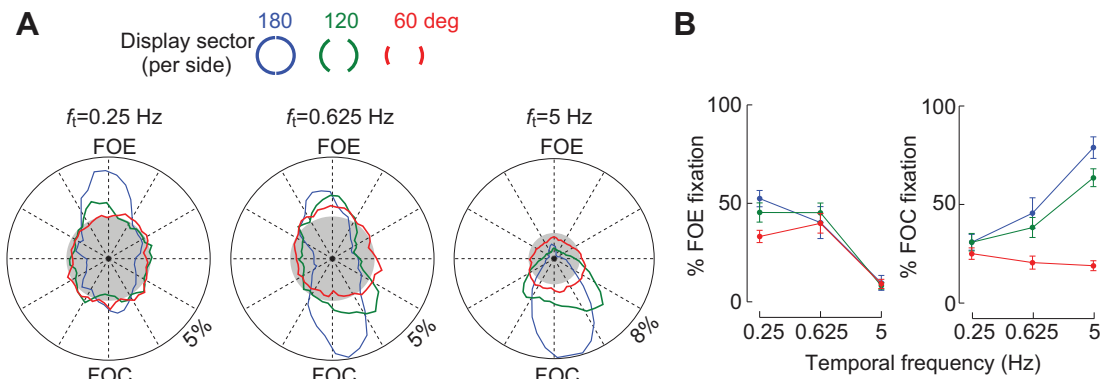 A
180 120 60 deg
Display sector
(per side)
ft=0.25 Hz
FOE
5%
FOC
ft=0.625 Hz
FOE
5%
FOC
ft=5 Hz
FOE
8%
FOC
B
% FOE fixation
100
50
0
0.25 0.625 5
% FOC fixation
100
50
0
0.25 0.625 5
Temporal frequency (Hz)